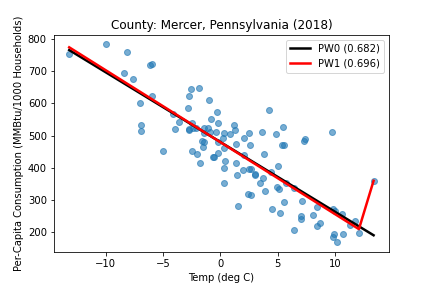 County: Mercer, Pennsylvania (2018)
PW0 (0.682)
PW1 (0.696)
Per-Capita Consumption (MMBtu/1000 Households)
800
700
600
500
400
300
200
−10
−5
0
5
10
Temp (deg C)